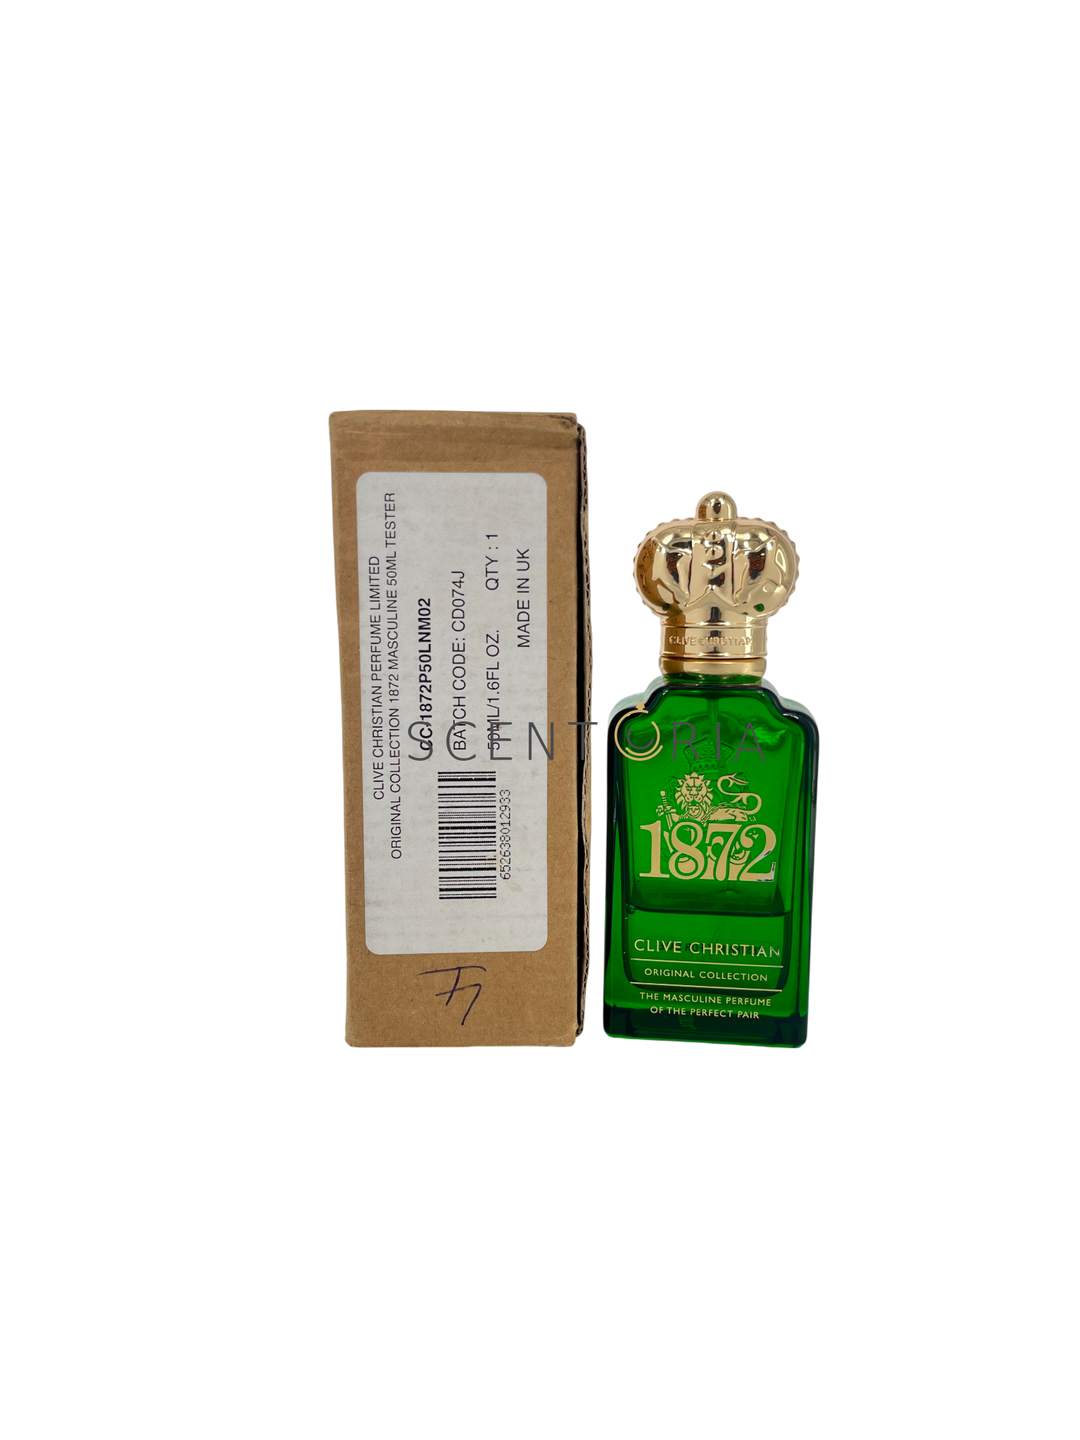 CLIVE CHRISTIAN PERFUME LIMITED
ORIGINAL COLLECTION 1872 MASCULINE 50ML TESTER
CC-1872P50LNM02
BATCH CODE: CD074J
50ML/1.6FL OZ. QTY : 1
MADE IN UK
652638012933
SCENTORIA
CLIVE CHRISTIAN
1872
CLIVE CHRISTIAN
ORIGINAL COLLECTION
THE MASCULINE PERFUME
OF THE PERFECT PAIR